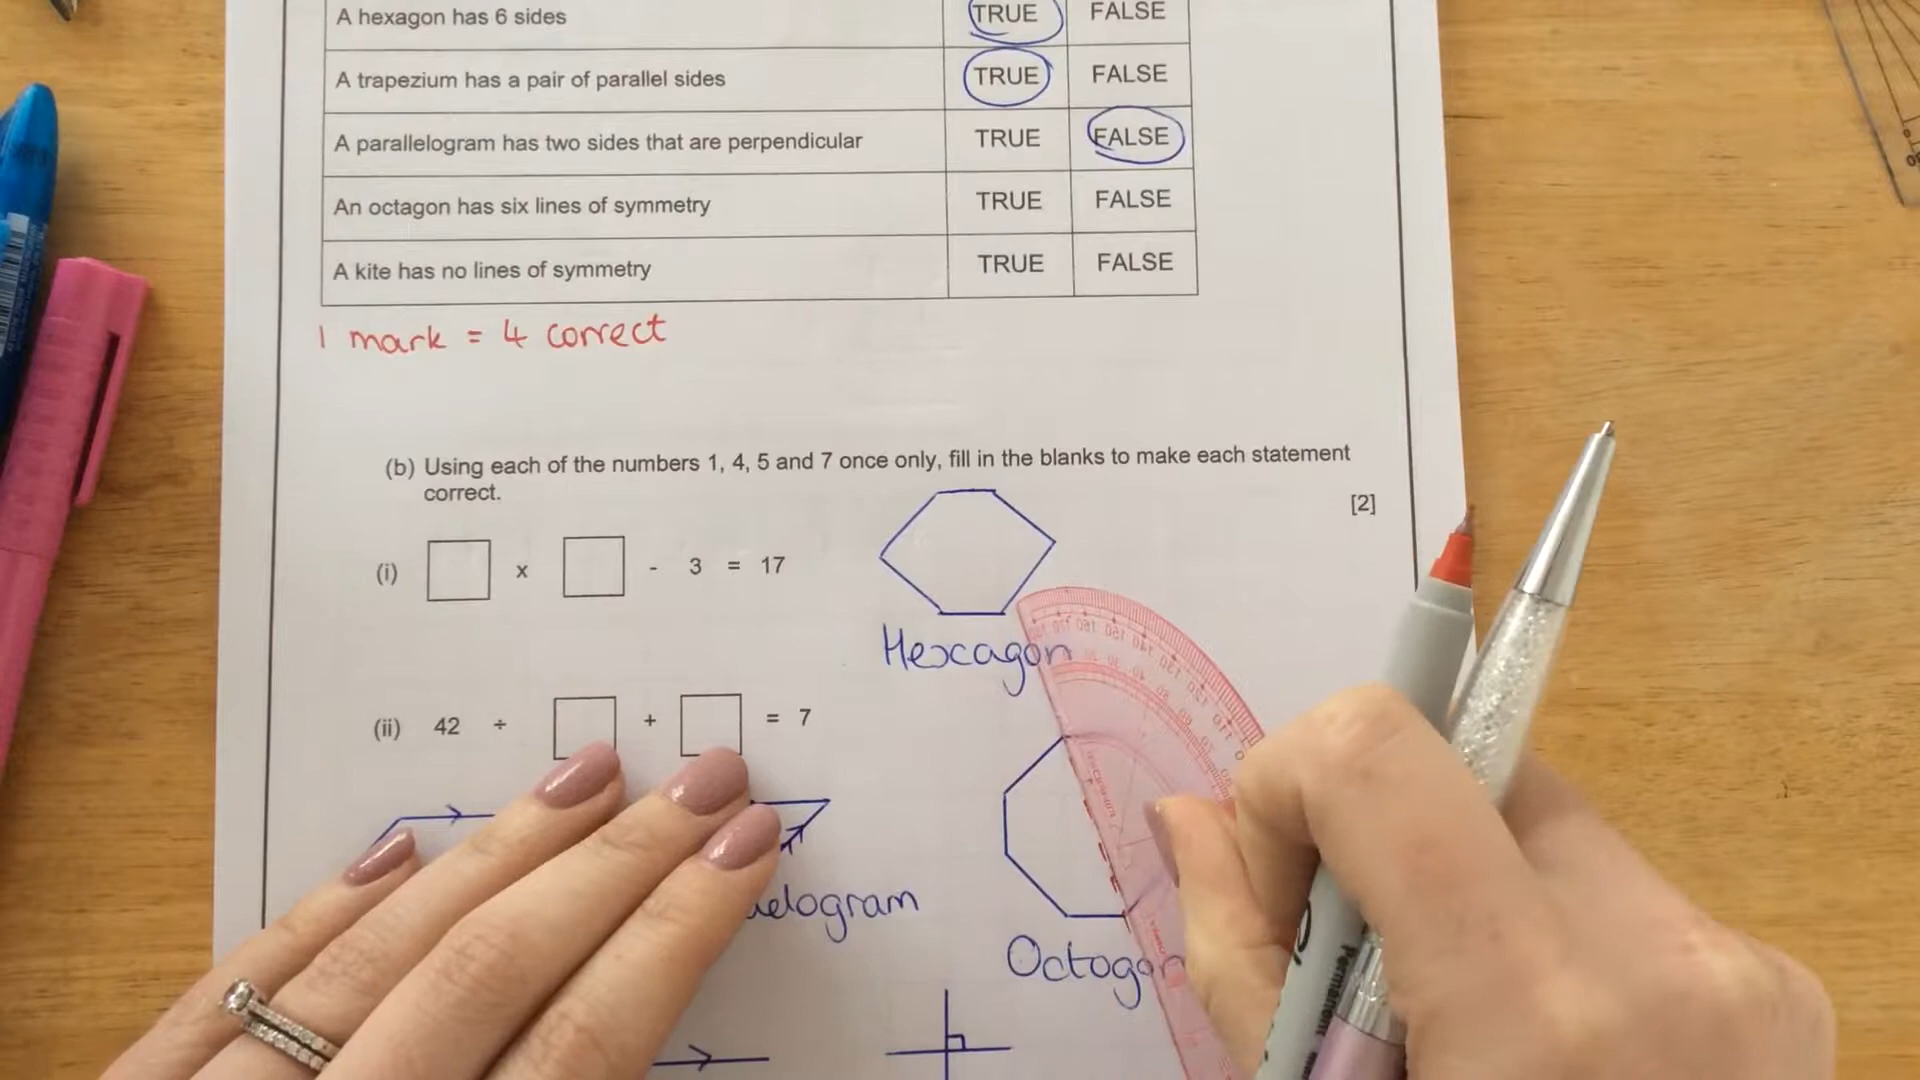 A hexagon has 6 sides TRUE FALSE
A trapezium has a pair of parallel sides TRUE FALSE
A parallelogram has two sides that are perpendicular TRUE FALSE
An octagon has six lines of symmetry TRUE FALSE
A kite has no lines of symmetry TRUE FALSE
1 mark = 4 correct
(b) Using each of the numbers 1, 4, 5 and 7 once only, fill in the blanks to make each statement
correct.
[2]
(i) x - 3 = 17
Hexagon
(ii) 42 ÷ + = 7
elogram
Octogon
Permanent